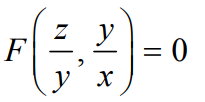 F(z/y, y/x) = 0